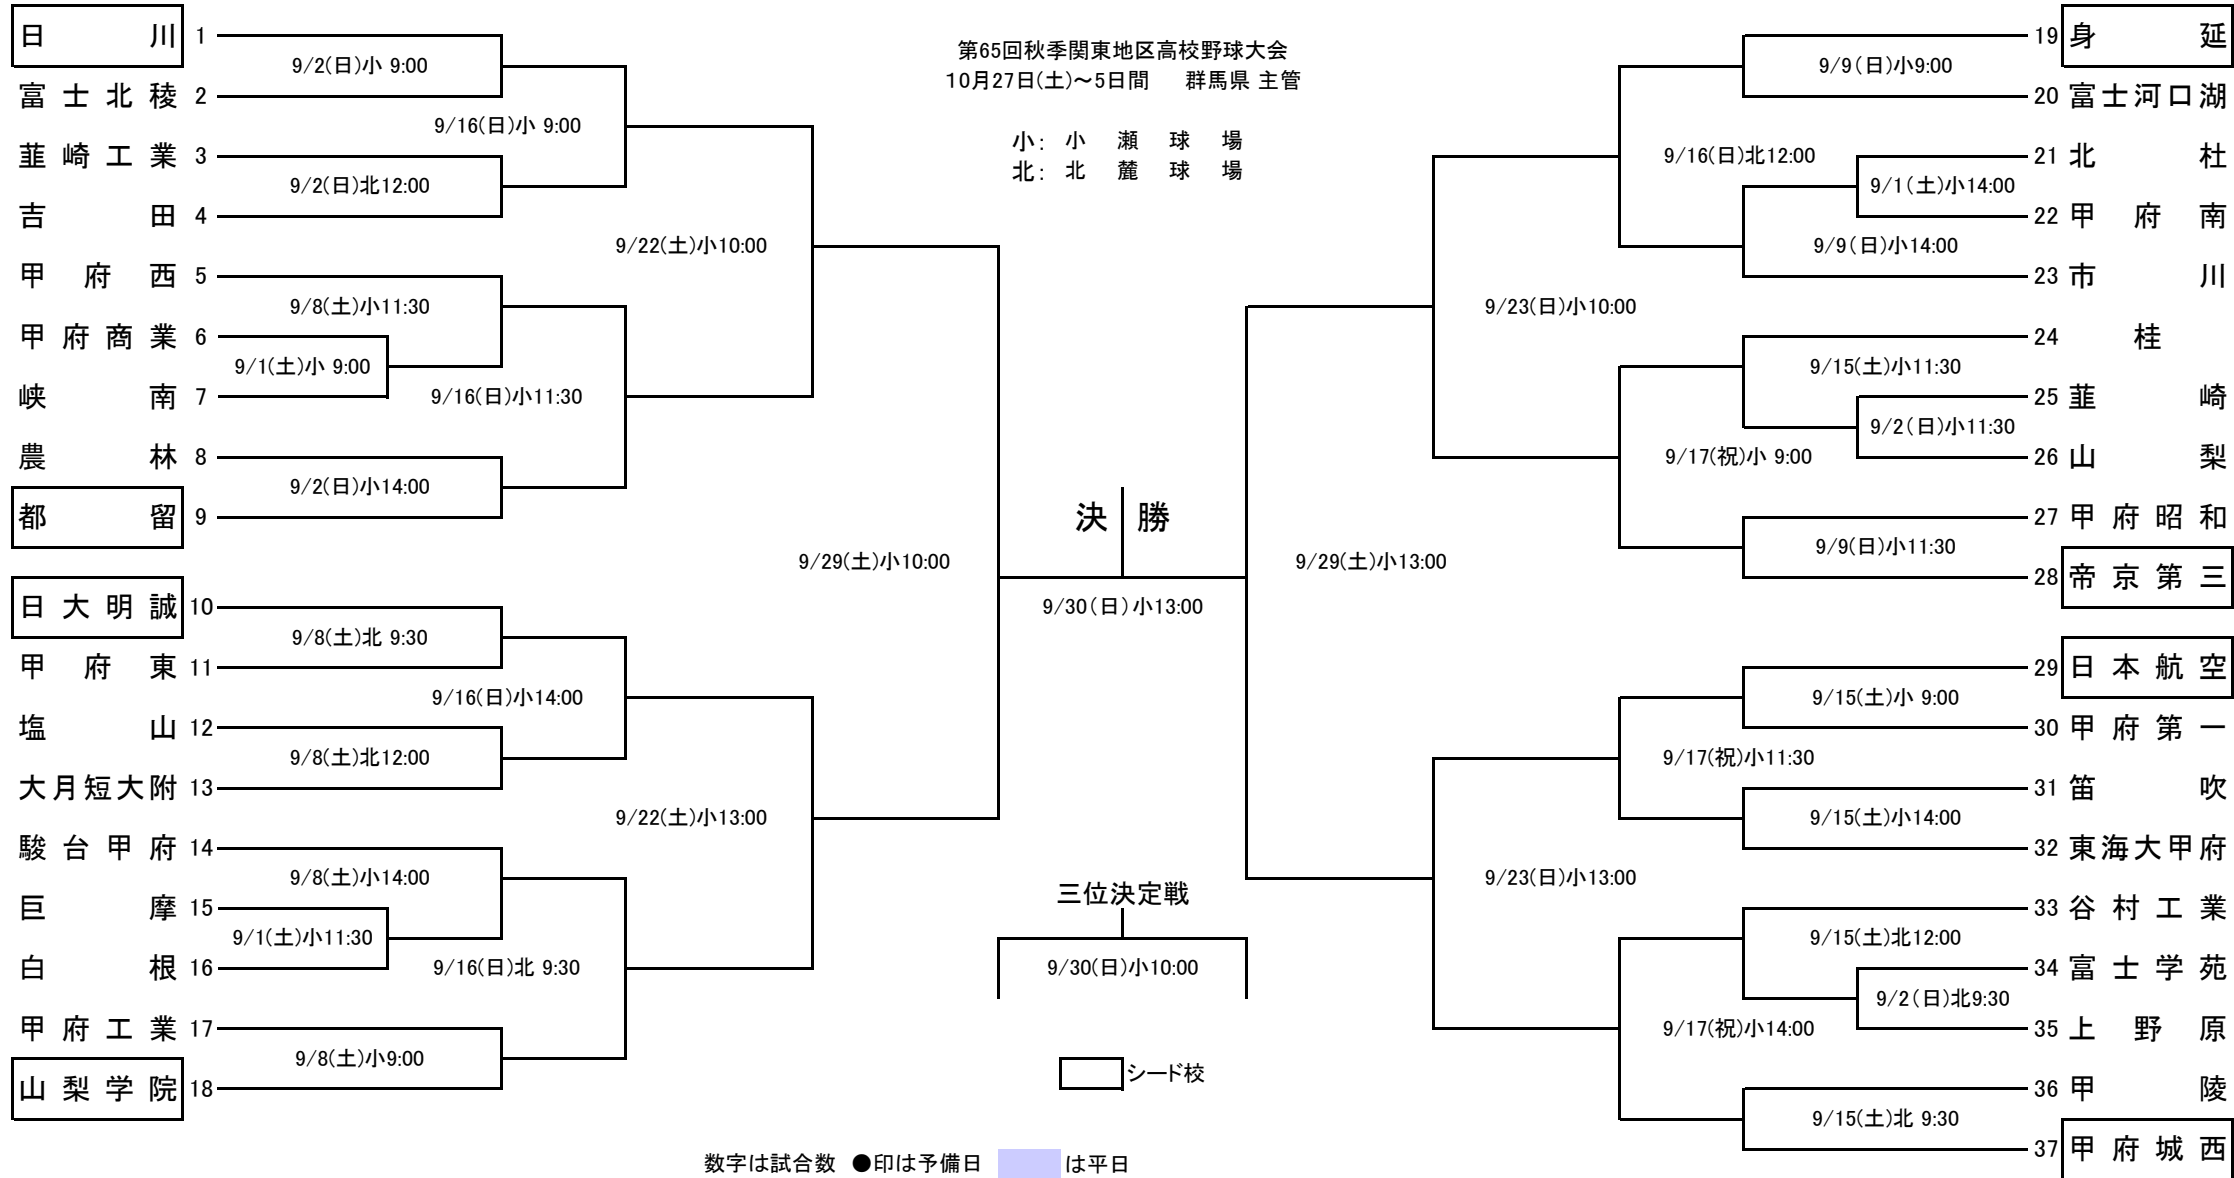 第65回秋季関東地区高校野球大会
10月27日(土)～5日間 群馬県 主管
小: 小瀬球場
北: 北麓球場
日川 1
9/2(日)小 9:00
富士北稜 2
9/16(日)小 9:00
韮崎工業 3
9/2(日)北12:00
吉田 4
9/22(土)小10:00
甲府西 5
9/8(土)小11:30
甲府商業 6
9/1(土)小 9:00
峡南 7
9/16(日)小11:30
農林 8
9/2(日)小14:00
都留 9
9/29(土)小10:00
日大明誠 10
9/8(土)北 9:30
甲府東 11
9/16(日)小14:00
塩山 12
9/8(土)北12:00
大月短大附 13
9/22(土)小13:00
駿台甲府 14
9/8(土)小14:00
巨摩 15
9/1(土)小11:30
白根 16
9/16(日)北 9:30
甲府工業 17
9/8(土)小9:00
山梨学院 18
決勝
9/30(日)小13:00
三位決定戦
9/30(日)小10:00
シード校
19 身延
9/9(日)小9:00
20 富士河口湖
9/16(日)北12:00
21 北杜
9/1(土)小14:00
22 甲府南
9/9(日)小14:00
23 市川
9/23(日)小10:00
24 桂
9/15(土)小11:30
25 韮崎
9/2(日)小11:30
26 山梨
9/17(祝)小 9:00
27 甲府昭和
9/9(日)小11:30
28 帝京第三
9/29(土)小13:00
29 日本航空
9/15(土)小 9:00
30 甲府第一
9/17(祝)小11:30
31 笛吹
9/15(土)小14:00
32 東海大甲府
9/23(日)小13:00
33 谷村工業
9/15(土)北12:00
34 富士学苑
9/2(日)北9:30
35 上野原
9/17(祝)小14:00
36 甲陵
9/15(土)北 9:30
37 甲府城西
数字は試合数 ●印は予備日 は平日